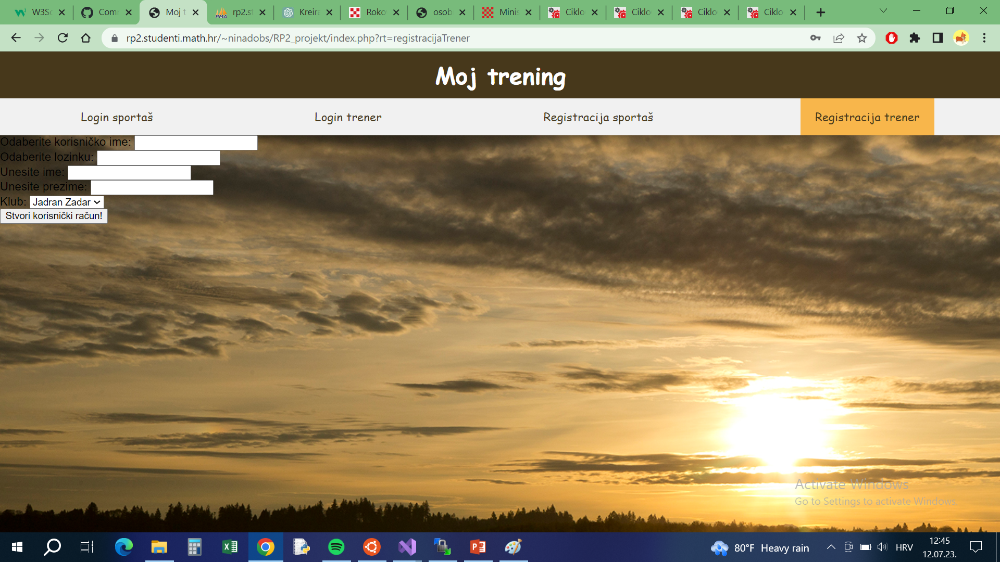 W3Sc
Comm
Moj t
rp2.st
Kreira
Rokov
osob
Minis
Ciklo
Ciklo
Ciklo
Ciklo
rp2.studenti.math.hr/~ninadobs/RP2_projekt/index.php?rt=registracijaTrener
Moj trening
Login sportaš
Login trener
Registracija sportaš
Registracija trener
Odaberite korisničko ime:
Odaberite lozinku:
Unesite ime:
Unesite prezime:
Klub: Jadran Zadar
Stvori korisnički račun!
Activate Windows
Go to Settings to activate Windows.
80°F Heavy rain
HRV
12:45
12.07.23.